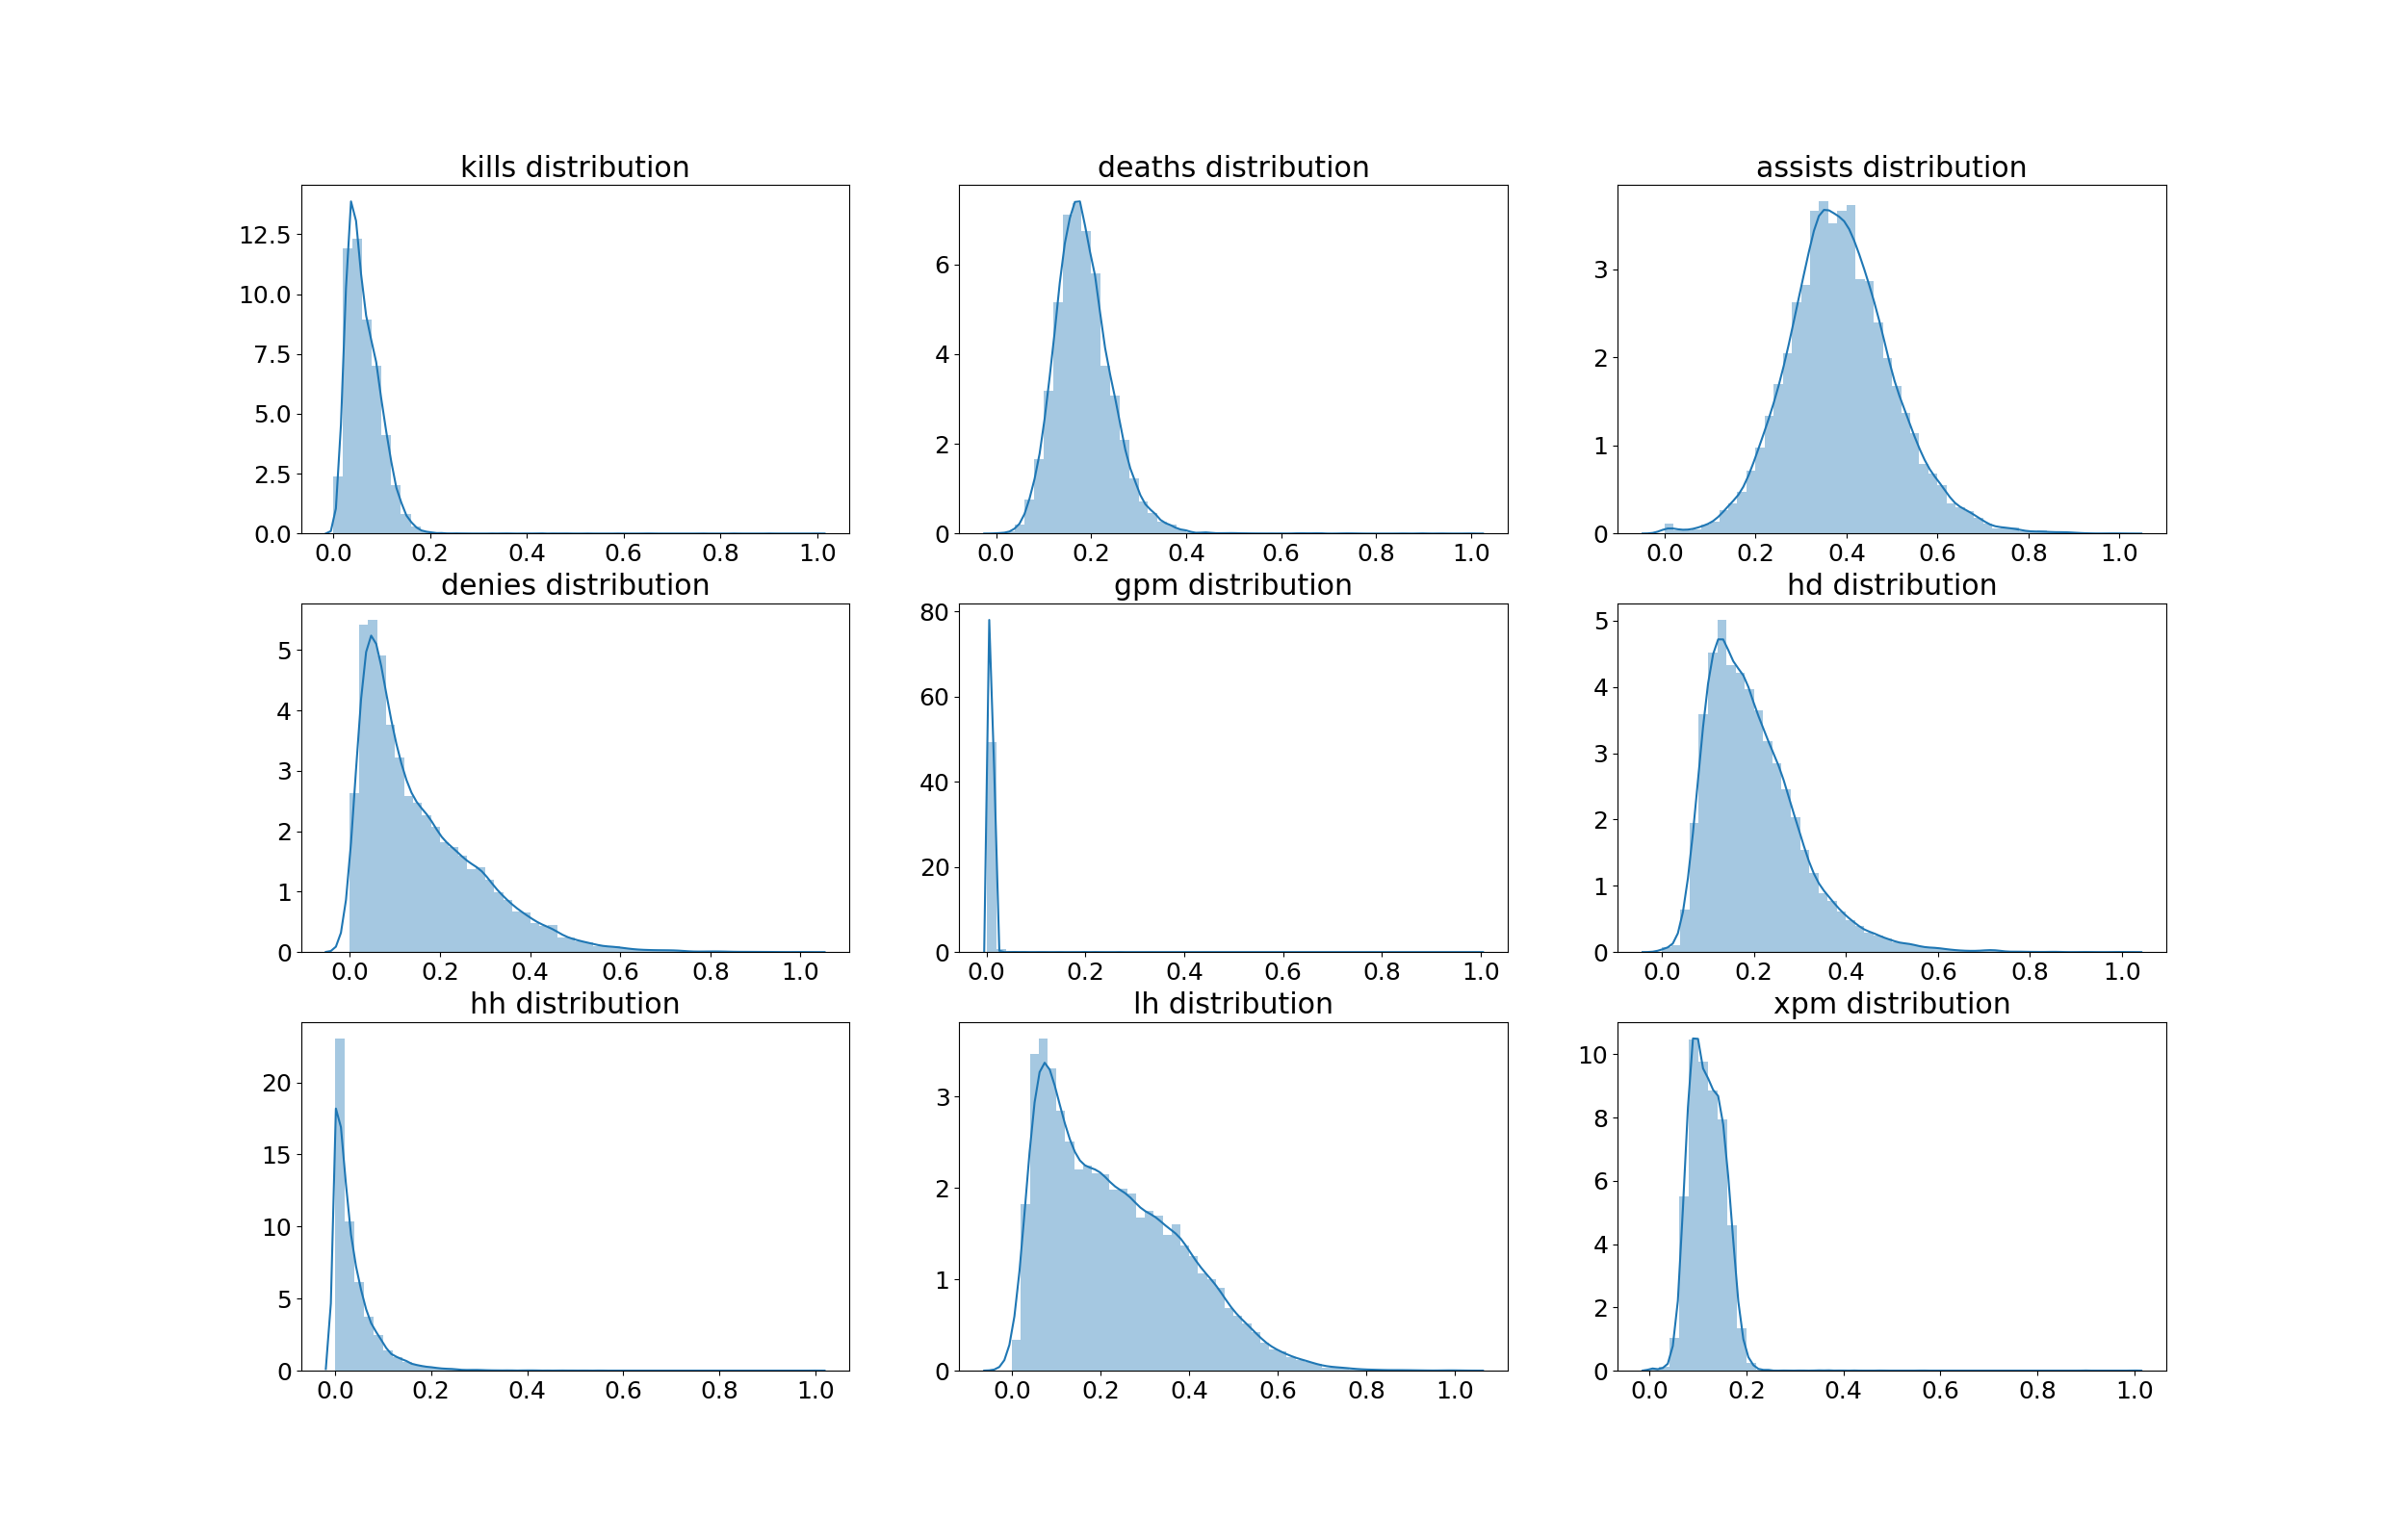 kills distribution
deaths distribution
assists distribution
12.5
10.0
7.5
5.0
2.5
0.0
0.0 0.2 0.4 0.6 0.8 1.0
6
4
2
0
0.0 0.2 0.4 0.6 0.8 1.0
3
2
1
0
0.0 0.2 0.4 0.6 0.8 1.0
denies distribution
gpm distribution
hd distribution
5
4
3
2
1
0
0.0 0.2 0.4 0.6 0.8 1.0
80
60
40
20
0
0.0 0.2 0.4 0.6 0.8 1.0
5
4
3
2
1
0
0.0 0.2 0.4 0.6 0.8 1.0
hh distribution
lh distribution
xpm distribution
20
15
10
5
0
0.0 0.2 0.4 0.6 0.8 1.0
3
2
1
0
0.0 0.2 0.4 0.6 0.8 1.0
10
8
6
4
2
0
0.0 0.2 0.4 0.6 0.8 1.0